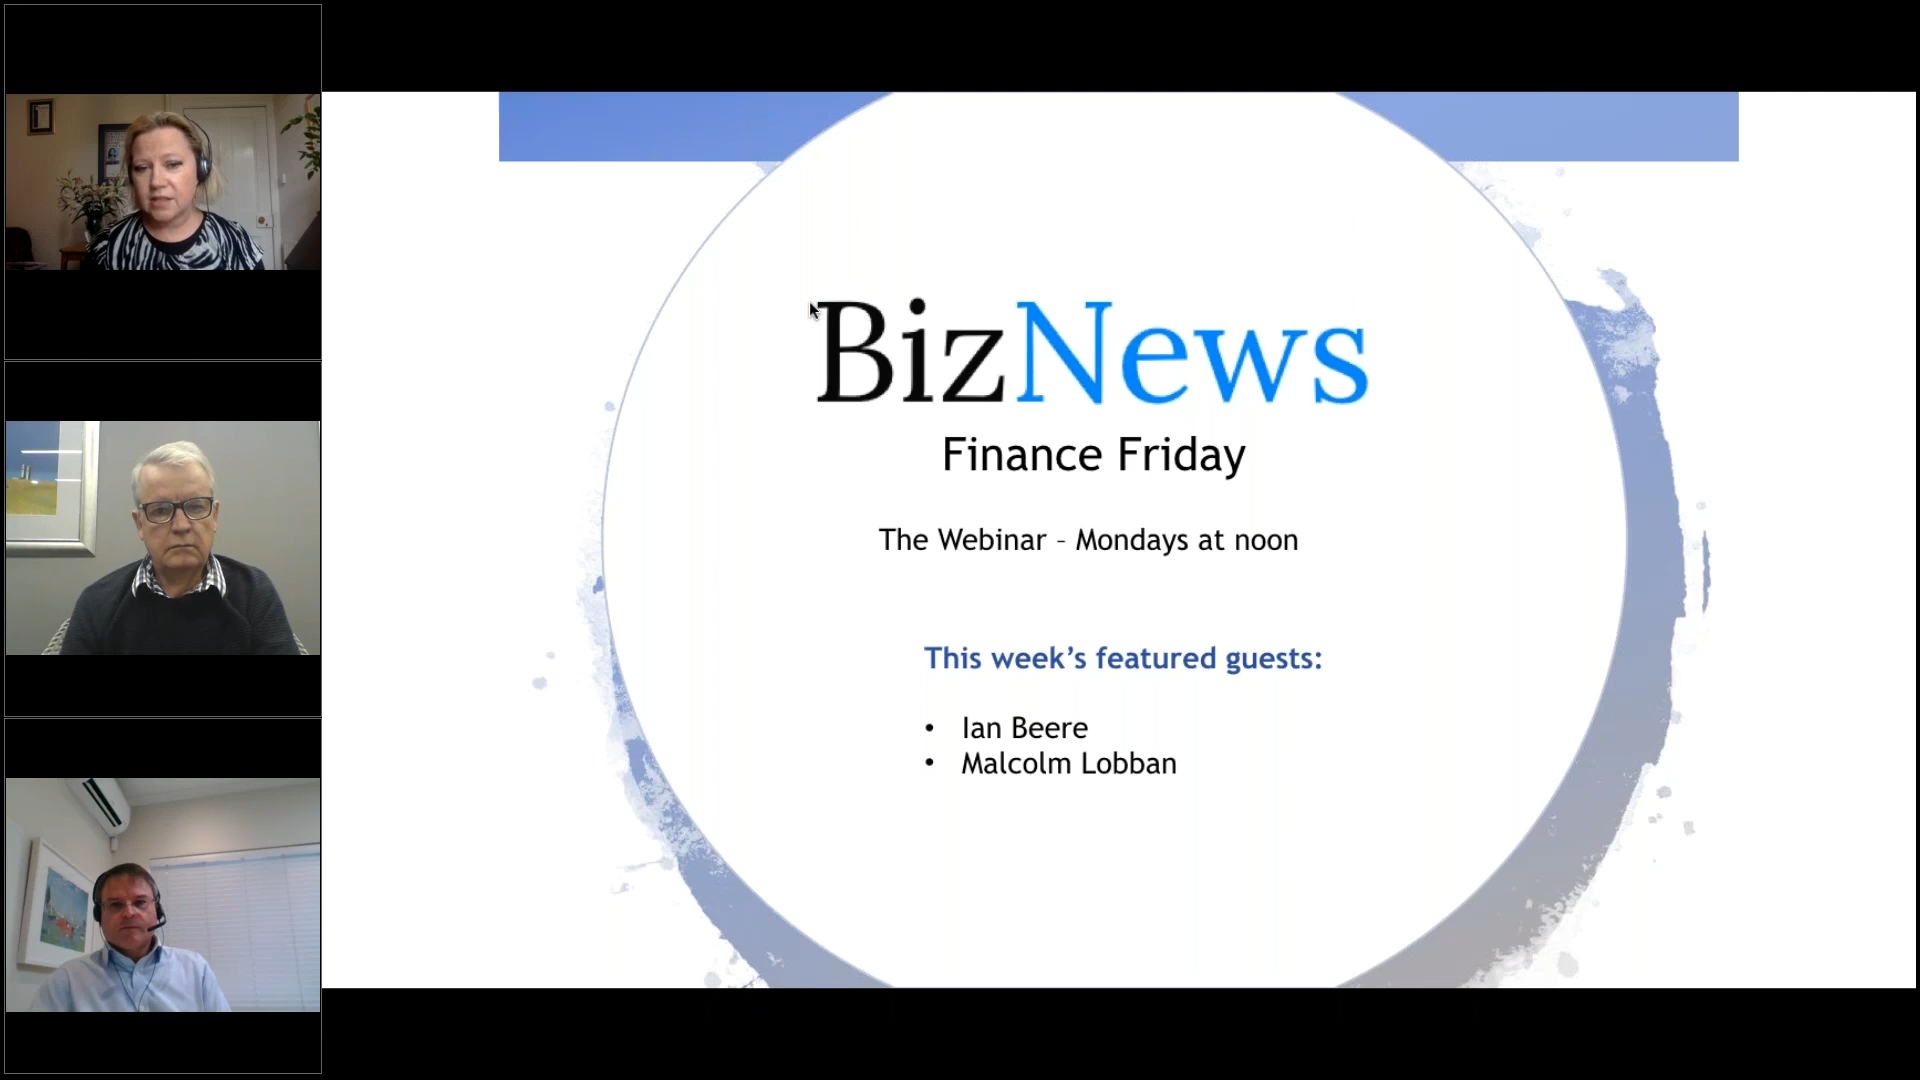 BizNews
Finance Friday
The Webinar – Mondays at noon
This week’s featured guests:
• Ian Beere
• Malcolm Lobban